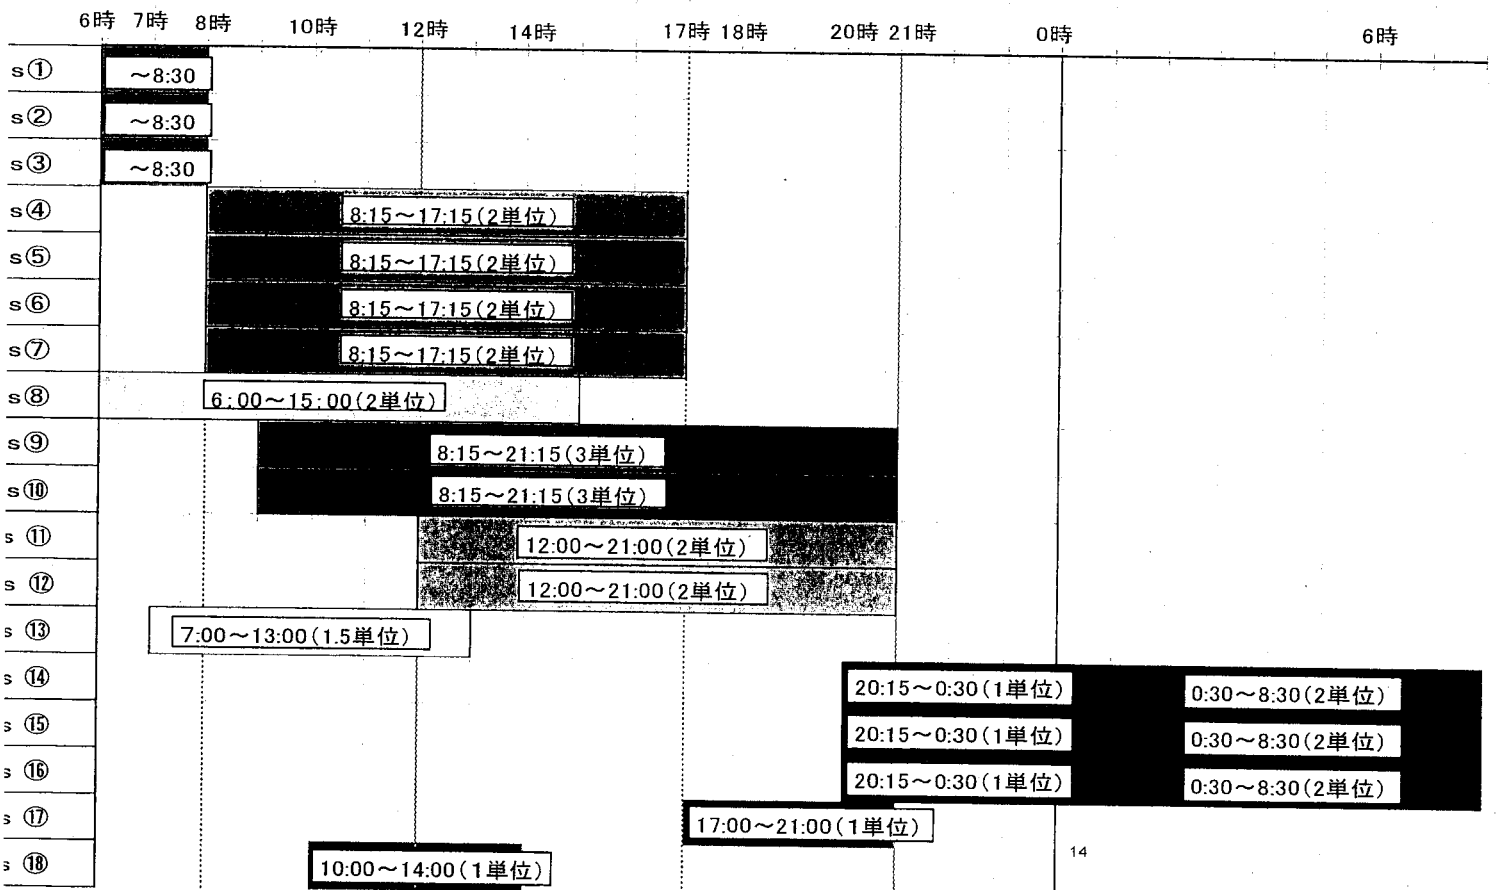 6時 7時 8時 10時 12時 14時 17時 18時 20時 21時 0時 6時
s① ～8:30
s② ～8:30
s③ ～8:30
s④ 8:15～17:15(2単位)
s⑤ 8:15～17:15(2単位)
s⑥ 8:15～17:15(2単位)
s⑦ 8:15～17:15(2単位)
s⑧ 6:00～15:00(2単位)
s⑨ 8:15～21:15(3単位)
s⑩ 8:15～21:15(3単位)
s ⑪ 12:00～21:00(2単位)
s ⑫ 12:00～21:00(2単位)
s ⑬ 7:00～13:00(1.5単位)
s ⑭ 20:15～0:30(1単位) 0:30～8:30(2単位)
s ⑮ 20:15～0:30(1単位) 0:30～8:30(2単位)
s ⑯ 20:15～0:30(1単位) 0:30～8:30(2単位)
s ⑰ 17:00～21:00(1単位)
s ⑱ 10:00～14:00(1単位)
14